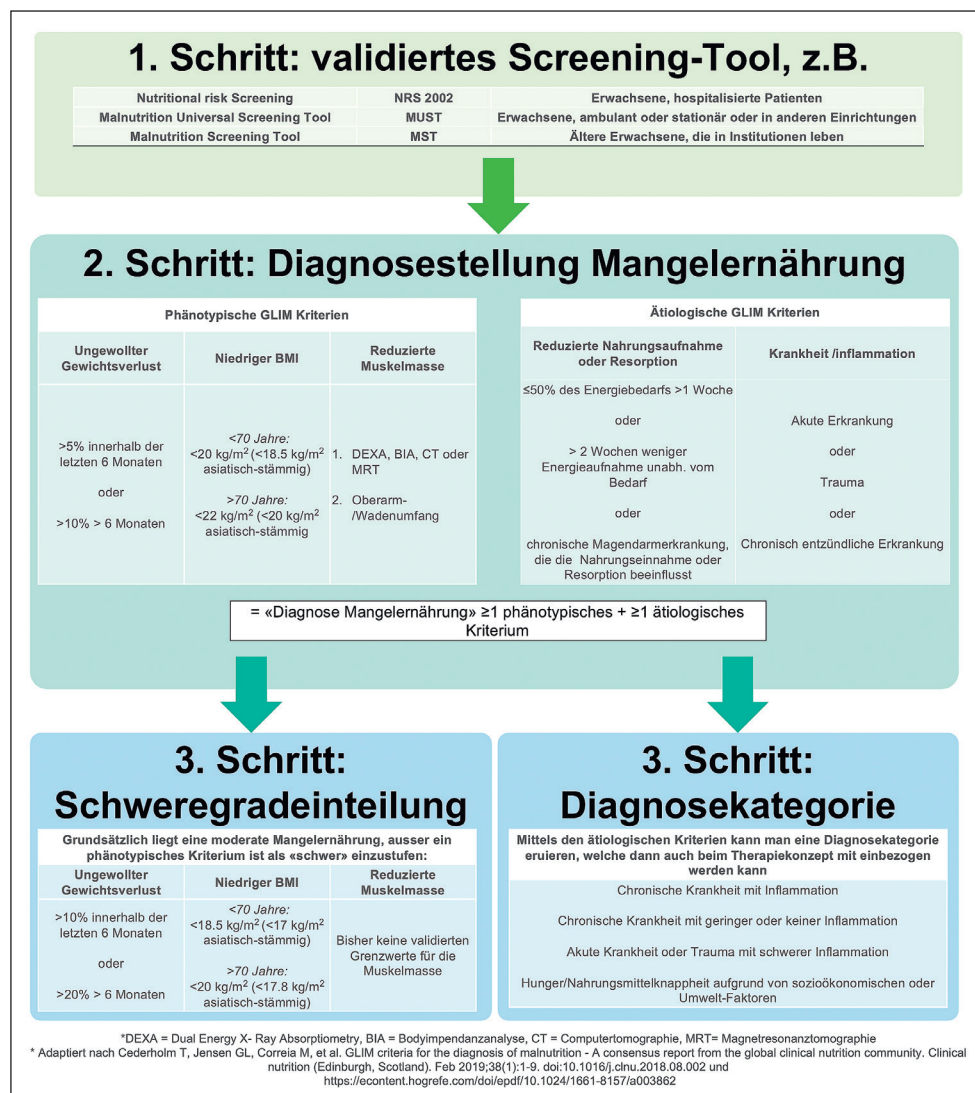 1. Schritt: validiertes Screening-Tool, z.B.
Nutritional risk Screening NRS 2002 Erwachsene, hospitalisierte Patienten
Malnutrition Universal Screening Tool MUST Erwachsene, ambulant oder stationär oder in anderen Einrichtungen
Malnutrition Screening Tool MST Ältere Erwachsene, die in Institutionen leben
2. Schritt: Diagnosestellung Mangelernährung
Phänotypische GLIM Kriterien
Ungewollter
Gewichtsverlust
Niedriger BMI
Reduzierte
Muskelmasse
>5% innerhalb der
letzten 6 Monaten
oder
>10% > 6 Monaten
<70 Jahre:
<20 kg/m² (<18.5 kg/m²
asiatisch-stämmig)
>70 Jahre:
<22 kg/m² (<20 kg/m²
asiatisch-stämmig
1. DEXA, BIA, CT oder
MRT
2. Oberarm-
/Wadenumfang
Ätiologische GLIM Kriterien
Reduzierte Nahrungsaufnahme
oder Resorption
Krankheit /inflammation
≤50% des Energiebedarfs >1 Woche
oder
> 2 Wochen weniger
Energieaufnahme unabh. vom
Bedarf
oder
chronische Magendarmerkrankung,
die die Nahrungseinnahme oder
Resorption beeinflusst
Akute Erkrankung
oder
Trauma
oder
Chronisch entzündliche Erkrankung
= «Diagnose Mangelernährung» ≥1 phänotypisches + ≥1 ätiologisches
Kriterium
3. Schritt:
Schweregradeinteilung
Grundsätzlich liegt eine moderate Mangelernährung, ausser ein
phänotypisches Kriterium ist als «schwer» einzustufen:
Ungewollter
Gewichtsverlust
Niedriger BMI
Reduzierte
Muskelmasse
>10% innerhalb der
letzten 6 Monaten
oder
>20% > 6 Monaten
<70 Jahre:
<18.5 kg/m² (<17 kg/m²
asiatisch-stämmig)
>70 Jahre:
<20 kg/m² (<17.8 kg/m²
asiatisch-stämmig)
Bisher keine validierten
Grenzwerte für die
Muskelmasse
3. Schritt:
Diagnosekategorie
Mittels den ätiologischen Kriterien kann man eine Diagnosekategorie
eruieren, welche dann auch beim Therapiekonzept mit einbezogen
werden kann
Chronische Krankheit mit Inflammation
Chronische Krankheit mit geringer oder keiner Inflammation
Akute Krankheit oder Trauma mit schwerer Inflammation
Hunger/Nahrungsmittelknappheit aufgrund von sozioökonomischen oder
Umwelt-Faktoren
*DEXA = Dual Energy X- Ray Absorptiometry, BIA = Bodyimpendanzanalyse, CT = Computertomographie, MRT= Magnetresonanztomographie
* Adaptiert nach Cederholm T, Jensen GL, Correia M, et al. GLIM criteria for the diagnosis of malnutrition - A consensus report from the global clinical nutrition community. Clinical
nutrition (Edinburgh, Scotland). Feb 2019;38(1):1-9. doi:10.1016/j.clnu.2018.08.002 und
https://econtent.hogrefe.com/doi/epdf/10.1024/1661-8157/a003862